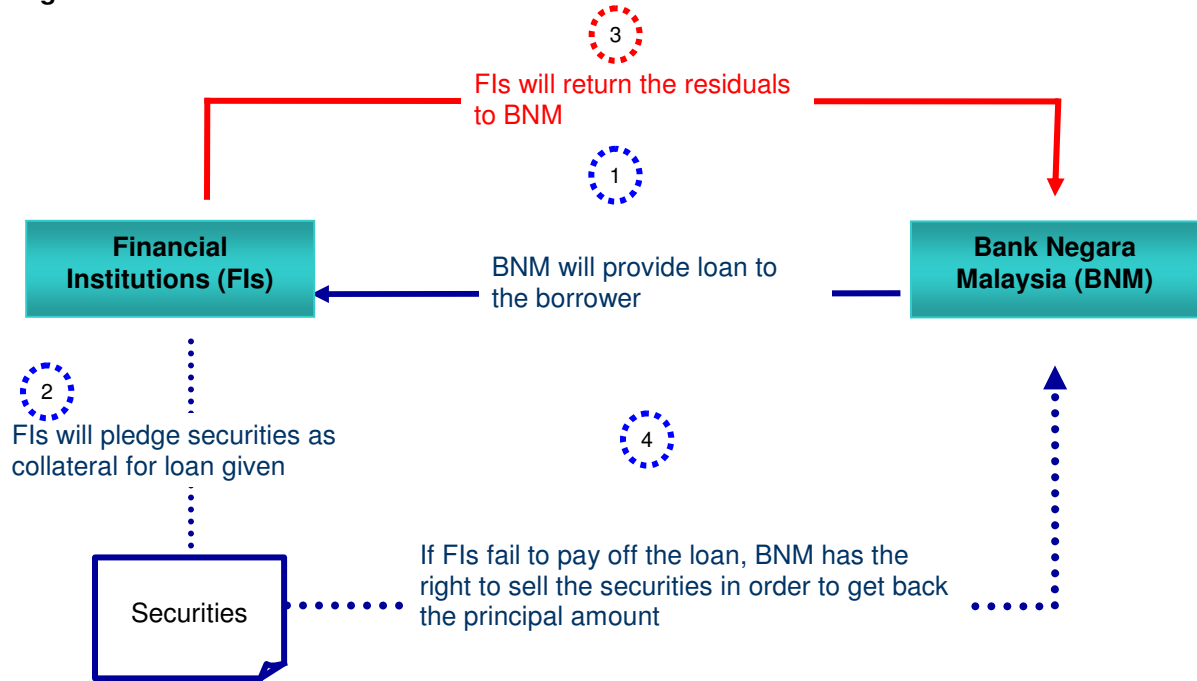 3
FIs will return the residuals
to BNM
1
Financial
Institutions (FIs)
BNM will provide loan to
the borrower
Bank Negara
Malaysia (BNM)
2
FIs will pledge securities as
collateral for loan given
4
Securities
If FIs fail to pay off the loan, BNM has the
right to sell the securities in order to get back
the principal amount